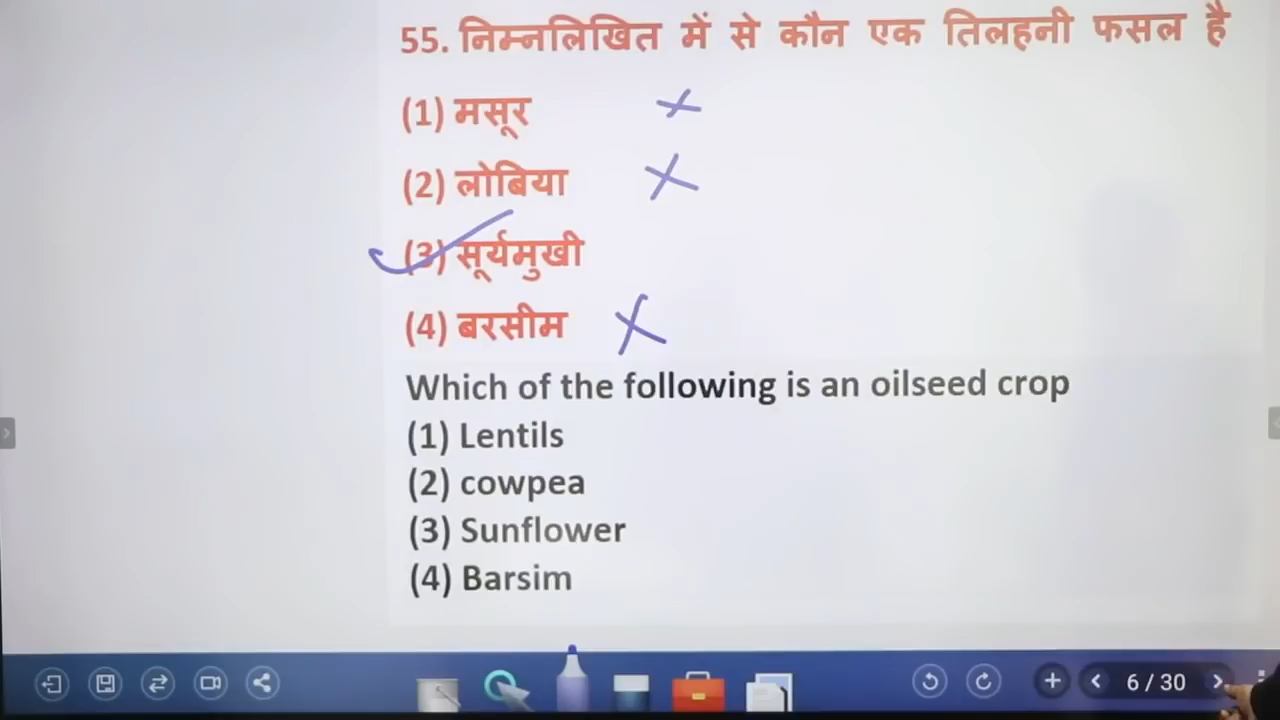 55. निम्नलिखित में से कौन एक तिलहनी फसल है
(1) मसूर
(2) लोबिया
(3) सूर्यमुखी
(4) बरसीम
Which of the following is an oilseed crop
(1) Lentils
(2) cowpea
(3) Sunflower
(4) Barsim
6 / 30